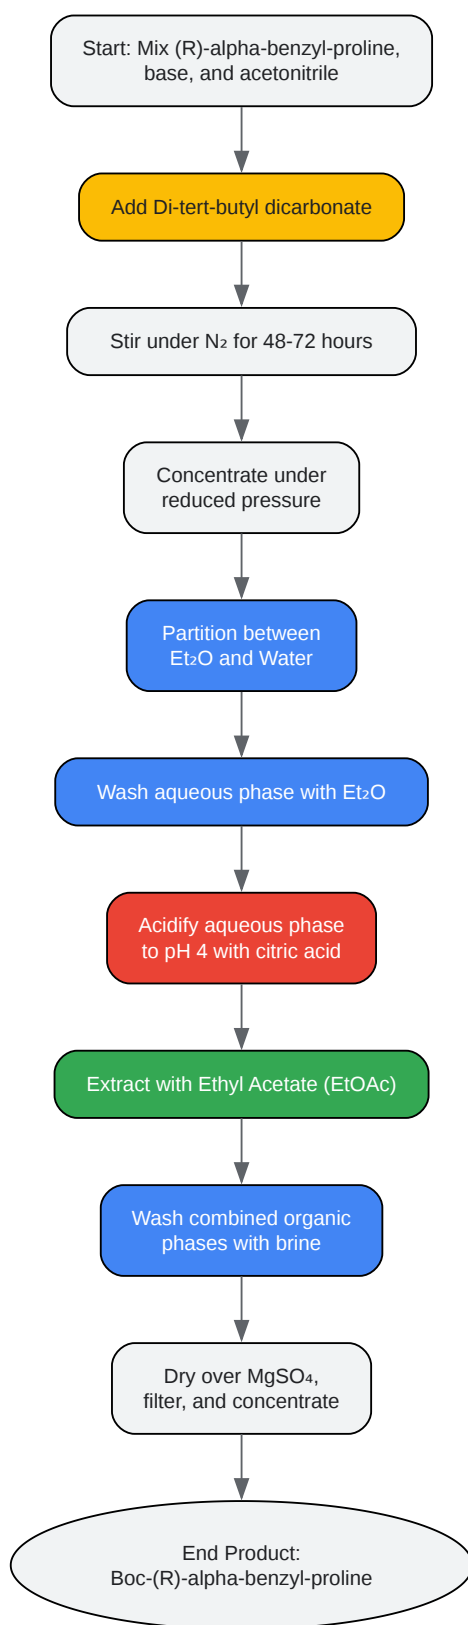 Start: Mix (R)-alpha-benzyl-proline,
base, and acetonitrile
Add Di-tert-butyl dicarbonate
Stir under N₂ for 48-72 hours
Concentrate under
reduced pressure
Partition between
Et₂O and Water
Wash aqueous phase with Et₂O
Acidify aqueous phase
to pH 4 with citric acid
Extract with Ethyl Acetate (EtOAc)
Wash combined organic
phases with brine
Dry over MgSO₄,
filter, and concentrate
End Product:
Boc-(R)-alpha-benzyl-proline